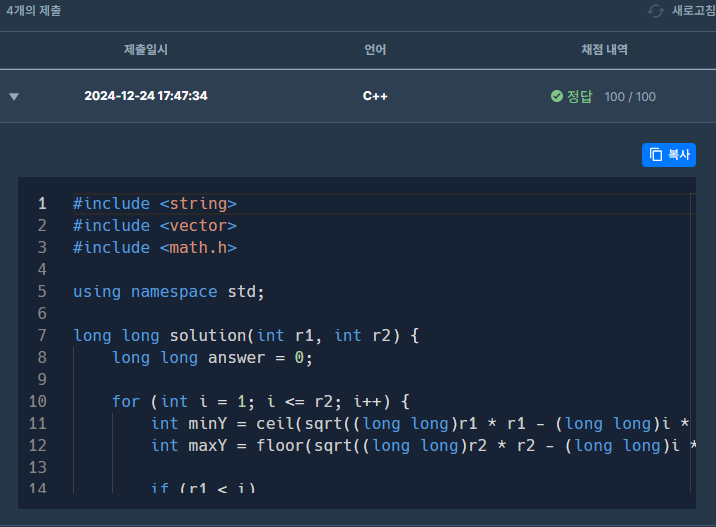 4개의 제출 새로고침
제출일시 언어 채점 내역
2024-12-24 17:47:34 C++ 정답 100 / 100
복사
1 #include <string>
2 #include <vector>
3 #include <math.h>
4
5 using namespace std;
6
7 long long solution(int r1, int r2) {
8 long long answer = 0;
9
10 for (int i = 1; i <= r2; i++) {
11 int minY = ceil(sqrt((long long)r1 * r1 - (long long)i *
12 int maxY = floor(sqrt((long long)r2 * r2 - (long long)i *
13
14 if (r1 < i)